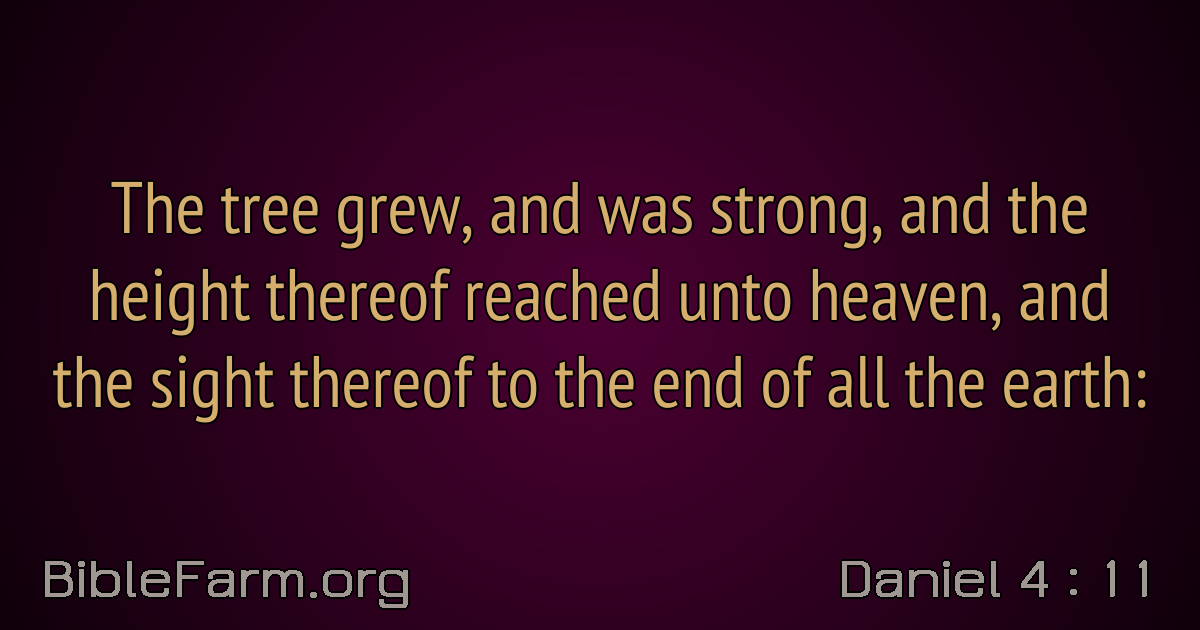 The tree grew, and was strong, and the
height thereof reached unto heaven, and
the sight thereof to the end of all the earth:
BibleFarm.org
Daniel 4 : 11